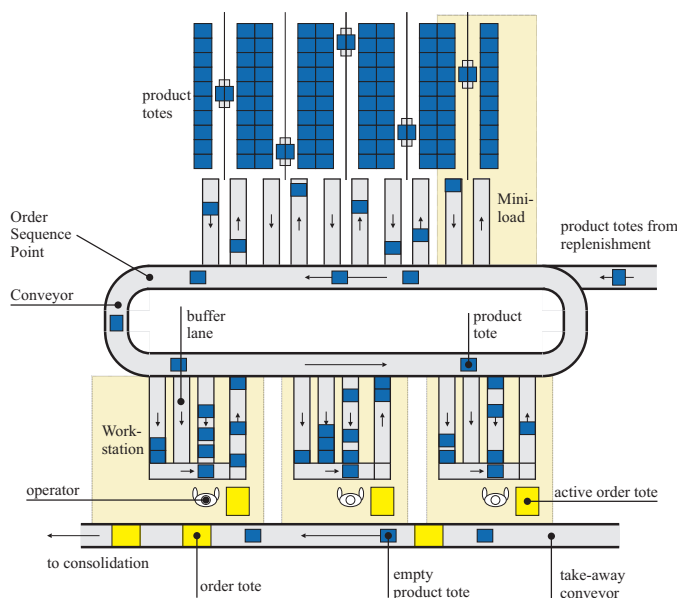 product
totes
Mini-
load
Order
Sequence
Point
product totes from
replenishment
Conveyor
buffer
lane
product
tote
Work-
station
operator
active order tote
to consolidation
order tote
empty
product tote
take-away
conveyor